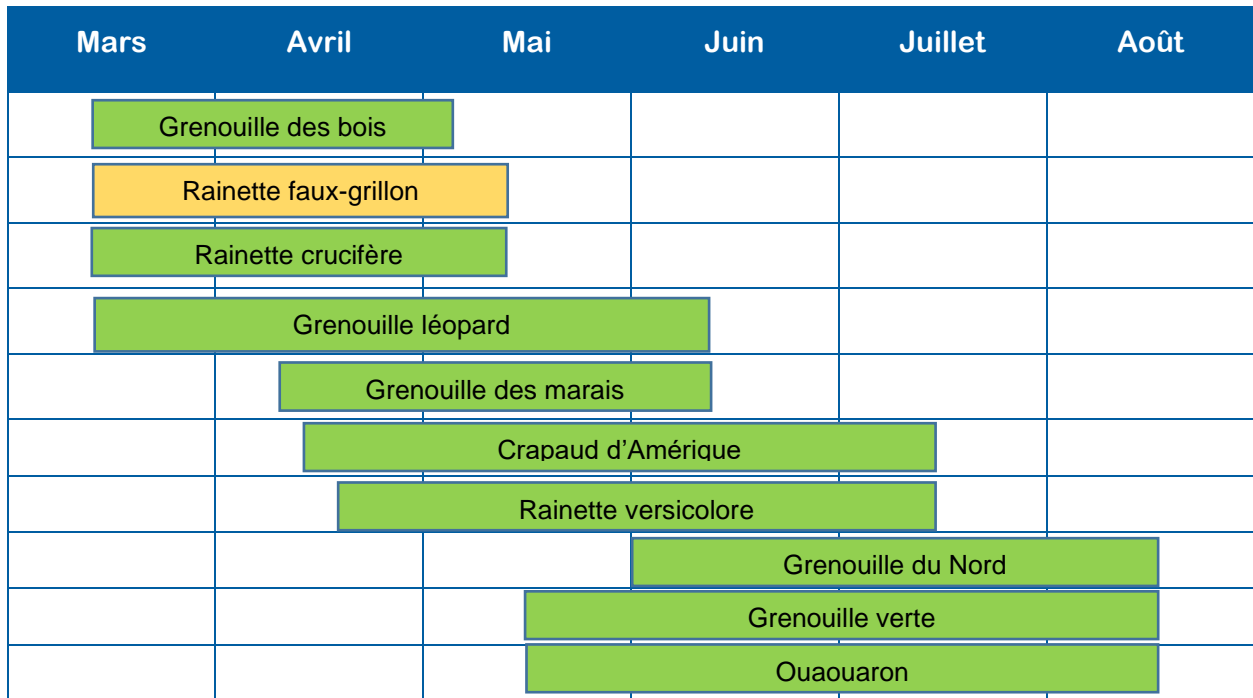 Mars Avril Mai Juin Juillet Août
Grenouille des bois
Rainette faux-grillon
Rainette crucifère
Grenouille léopard
Grenouille des marais
Crapaud d’Amérique
Rainette versicolore
Grenouille du Nord
Grenouille verte
Ouaouaron